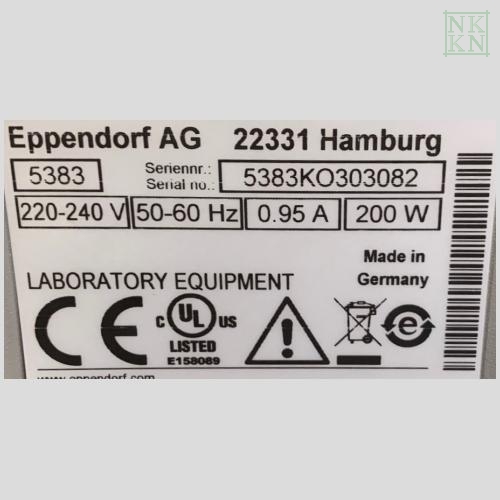 NK
KN
Eppendorf AG 22331 Hamburg
5383 Seriennr.: Serial no.: 5383KO303082
220-240 V 50-60 Hz 0.95 A 200 W
Made in
Germany
LABORATORY EQUIPMENT
CE c UL US
LISTED
E158089
www.eppendorf.com